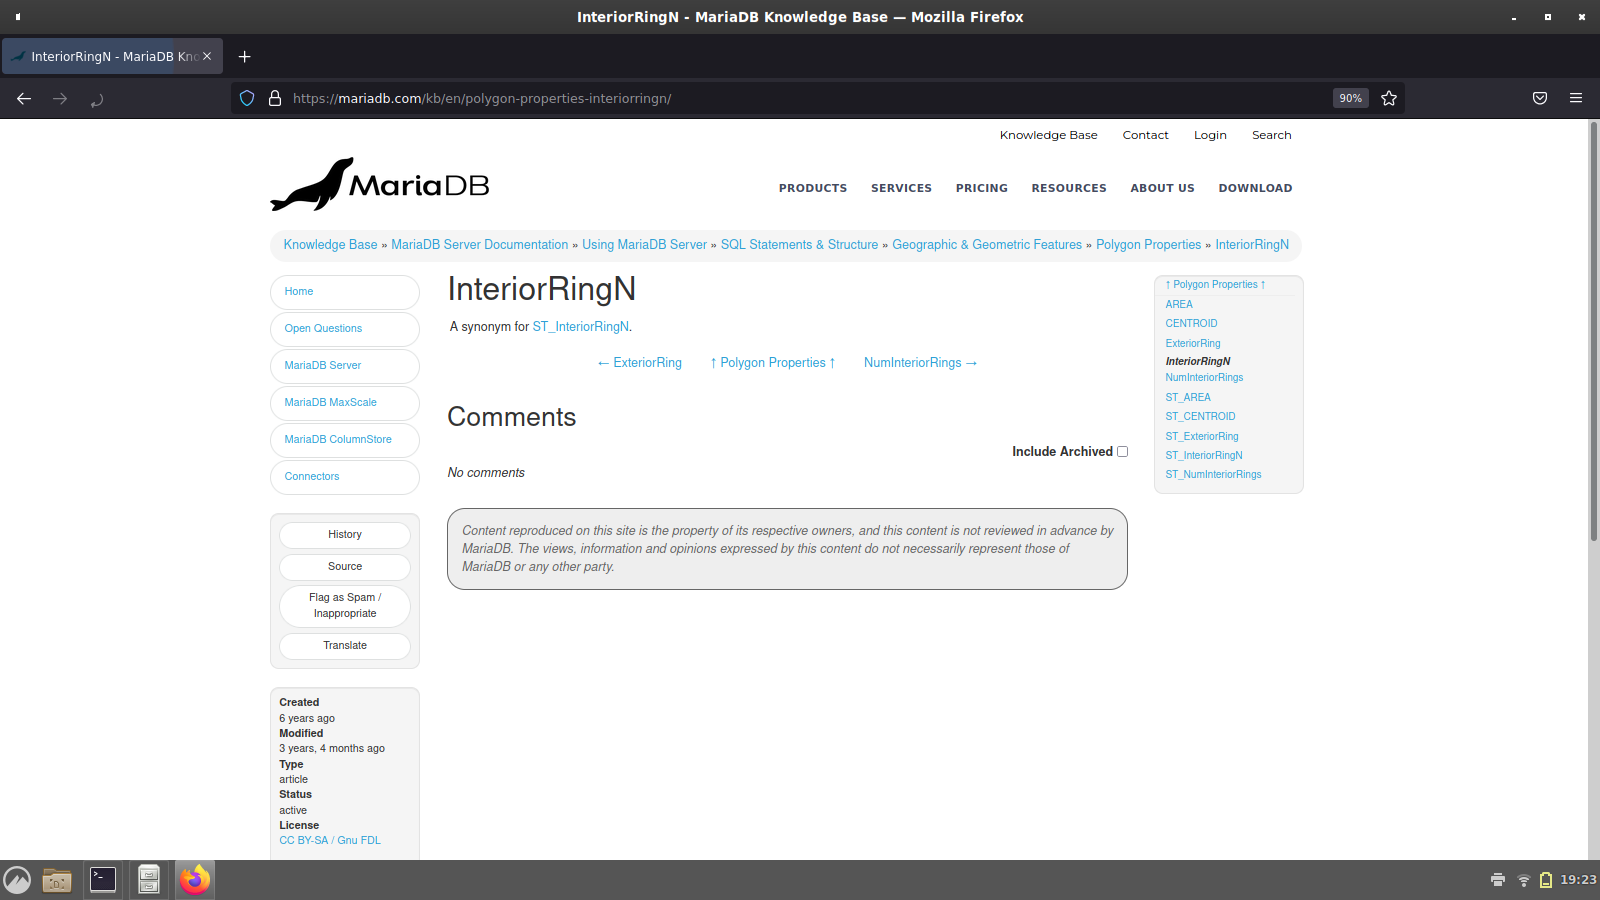 InteriorRingN - MariaDB Knowledge Base — Mozilla Firefox
InteriorRingN - MariaDB Kno
https://mariadb.com/kb/en/polygon-properties-interiorringn/
90%
Knowledge Base Contact Login Search
MariaDB
PRODUCTS SERVICES PRICING RESOURCES ABOUT US DOWNLOAD
Knowledge Base » MariaDB Server Documentation » Using MariaDB Server » SQL Statements & Structure » Geographic & Geometric Features » Polygon Properties » InteriorRingN
Home
Open Questions
MariaDB Server
MariaDB MaxScale
MariaDB ColumnStore
Connectors
History
Source
Flag as Spam /
Inappropriate
Translate
Created
6 years ago
Modified
3 years, 4 months ago
Type
article
Status
active
License
CC BY-SA / Gnu FDL
InteriorRingN
A synonym for ST_InteriorRingN.
← ExteriorRing ↑ Polygon Properties ↑ NumInteriorRings →
Comments
Include Archived
No comments
Content reproduced on this site is the property of its respective owners, and this content is not reviewed in advance by
MariaDB. The views, information and opinions expressed by this content do not necessarily represent those of
MariaDB or any other party.
↑ Polygon Properties ↑
AREA
CENTROID
ExteriorRing
InteriorRingN
NumInteriorRings
ST_AREA
ST_CENTROID
ST_ExteriorRing
ST_InteriorRingN
ST_NumInteriorRings
19:23